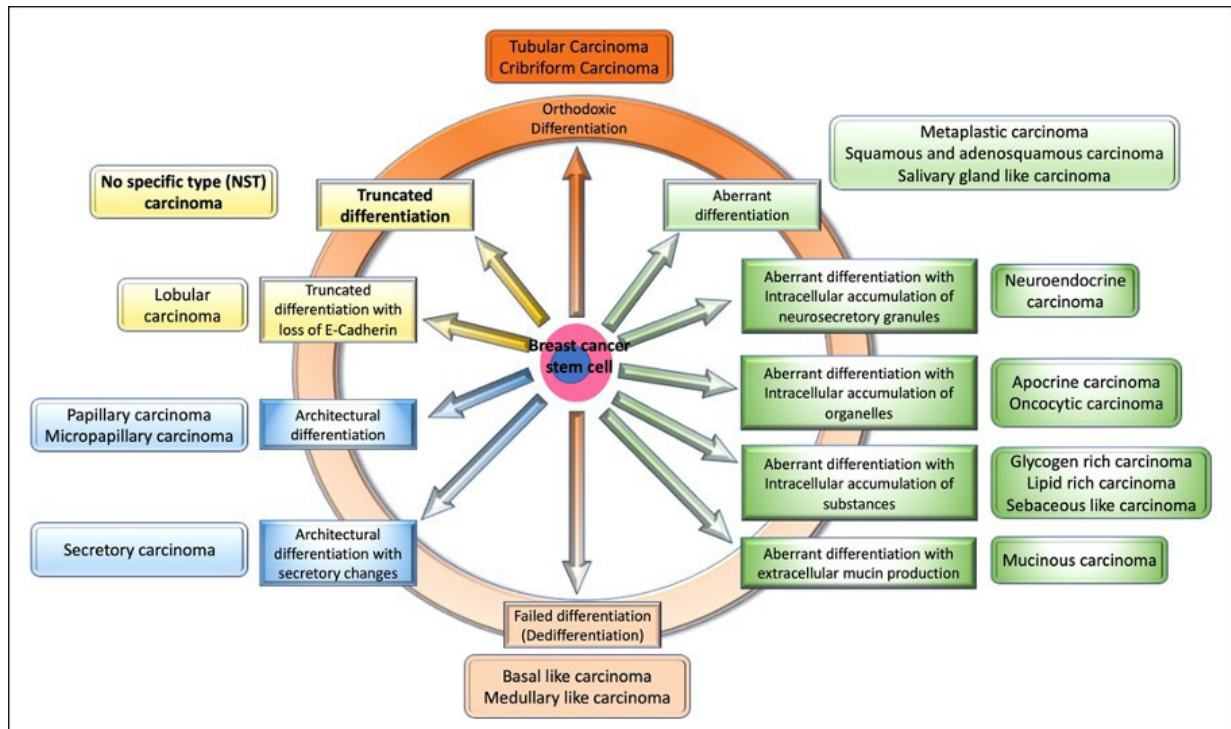 Tubular Carcinoma
Cribriform Carcinoma
Orthodoxic
Differentiation
Metaplastic carcinoma
Squamous and adenosquamous carcinoma
Salivary gland like carcinoma
No specific type (NST)
carcinoma
Truncated
differentiation
Aberrant
differentiation
Lobular
carcinoma
Truncated
differentiation with
loss of E-Cadherin
Aberrant differentiation with
Intracellular accumulation of
neurosecretory granules
Neuroendocrine
carcinoma
Breast cancer
stem cell
Papillary carcinoma
Micropapillary carcinoma
Architectural
differentiation
Aberrant differentiation with
Intracellular accumulation of
organelles
Apocrine carcinoma
Oncocytic carcinoma
Aberrant differentiation with
Intracellular accumulation of
substances
Glycogen rich carcinoma
Lipid rich carcinoma
Sebaceous like carcinoma
Secretory carcinoma
Architectural
differentiation with
secretory changes
Aberrant differentiation with
extracellular mucin production
Mucinous carcinoma
Failed differentiation
(Dedifferentiation)
Basal like carcinoma
Medullary like carcinoma